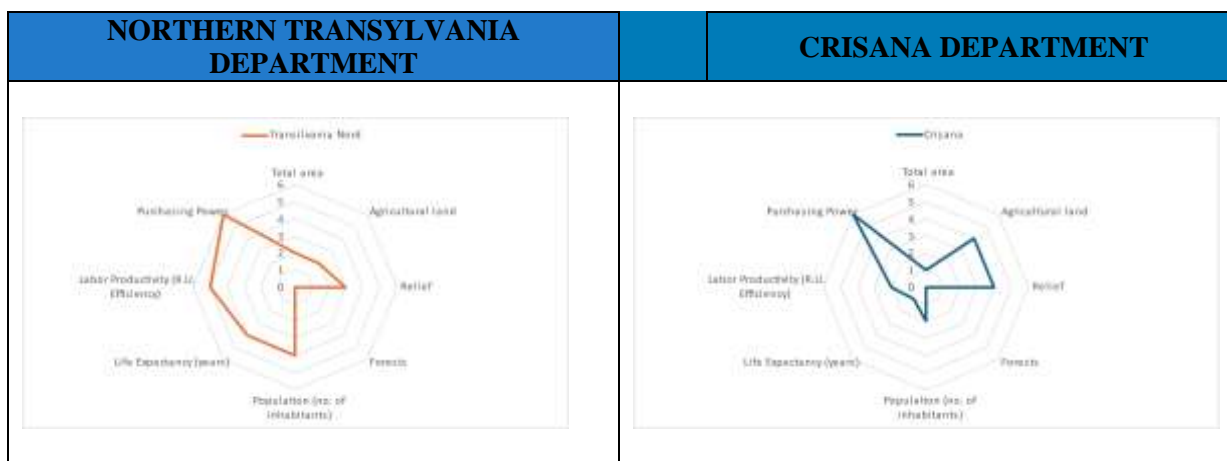 NORTHERN TRANSYLVANIA
DEPARTMENT
CRISANA DEPARTMENT
Transilvania Nord
Total area
6
5
4
3
2
1
0
Purchasing Power
Agricultural land
Labor Productivity (R.U.
Efficiency)
Relief
Life Expectancy (years)
Forests
Population (no. of
inhabitants)
Crisana
Total area
6
5
4
3
2
1
0
Purchasing Power
Agricultural land
Labor Productivity (R.U.
Efficiency)
Relief
Life Expectancy (years)
Forests
Population (no. of
inhabitants)